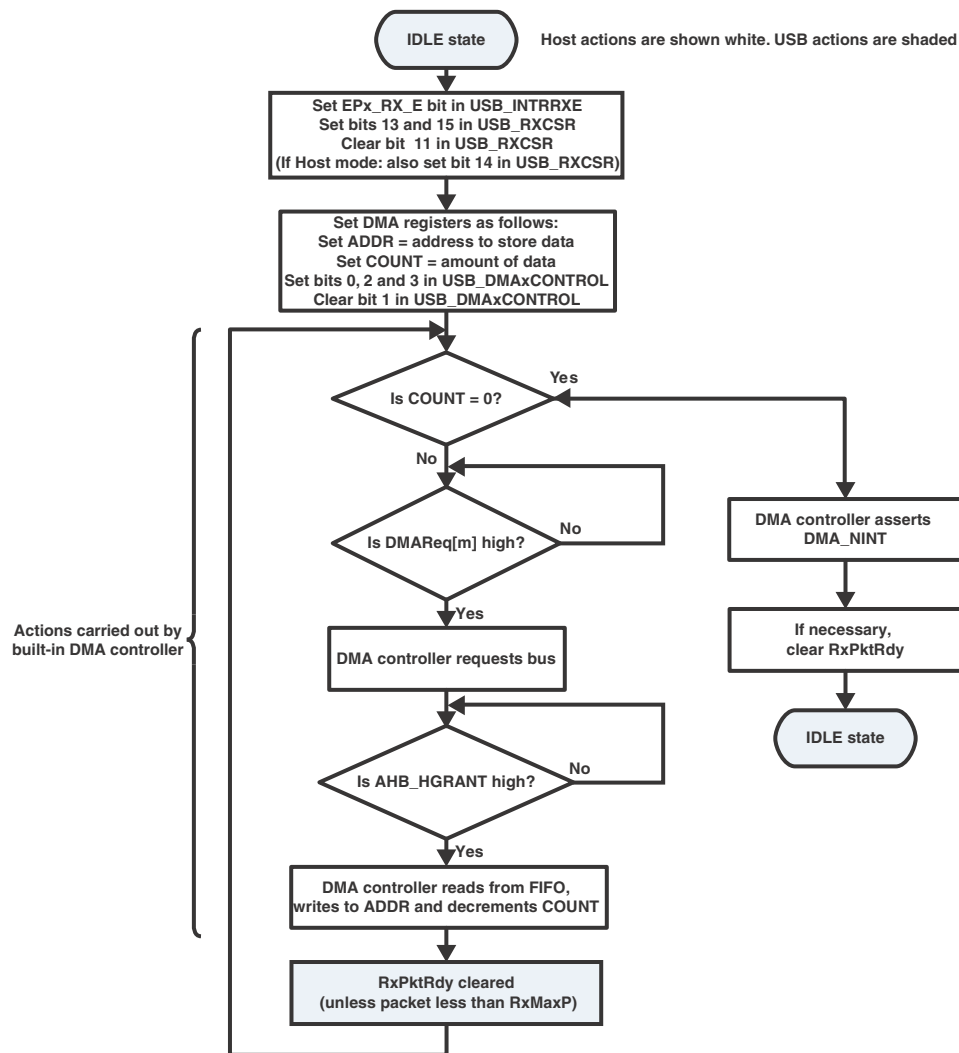 IDLE state
Host actions are shown white. USB actions are shaded
Set EPx_RX_E bit in USB_INTRRXE
Set bits 13 and 15 in USB_RXCSR
Clear bit 11 in USB_RXCSR
(If Host mode: also set bit 14 in USB_RXCSR)
Set DMA registers as follows:
Set ADDR = address to store data
Set COUNT = amount of data
Set bits 0, 2 and 3 in USB_DMAxCONTROL
Clear bit 1 in USB_DMAxCONTROL
Is COUNT = 0?
Yes
No
Is DMAReq[m] high?
No
Yes
DMA controller requests bus
Is AHB_HGRANT high?
No
Yes
DMA controller reads from FIFO,
writes to ADDR and decrements COUNT
RxPktRdy cleared
(unless packet less than RxMaxP)
Actions carried out by
built-in DMA controller
DMA controller asserts
DMA_NINT
If necessary,
clear RxPktRdy
IDLE state